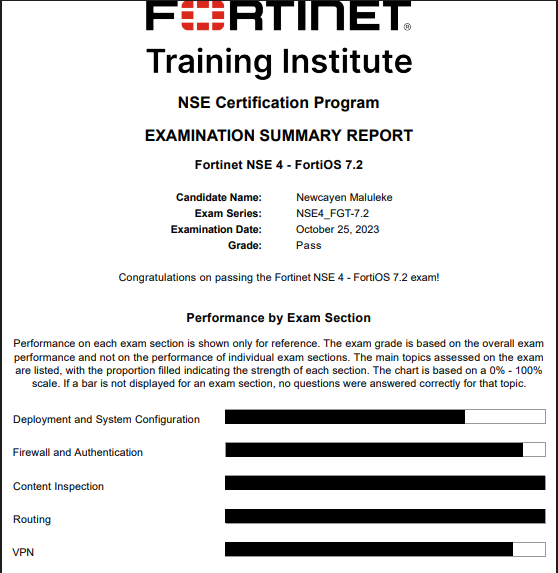 FORTINET®
Training Institute
NSE Certification Program
EXAMINATION SUMMARY REPORT
Fortinet NSE 4 - FortiOS 7.2
Candidate Name: Newcayen Maluleke
Exam Series: NSE4_FGT-7.2
Examination Date: October 25, 2023
Grade: Pass
Congratulations on passing the Fortinet NSE 4 - FortiOS 7.2 exam!
Performance by Exam Section
Performance on each exam section is shown only for reference. The exam grade is based on the overall exam
performance and not on the performance of individual exam sections. The main topics assessed on the exam
are listed, with the proportion filled indicating the strength of each section. The chart is based on a 0% - 100%
scale. If a bar is not displayed for an exam section, no questions were answered correctly for that topic.
Deployment and System Configuration
Firewall and Authentication
Content Inspection
Routing
VPN